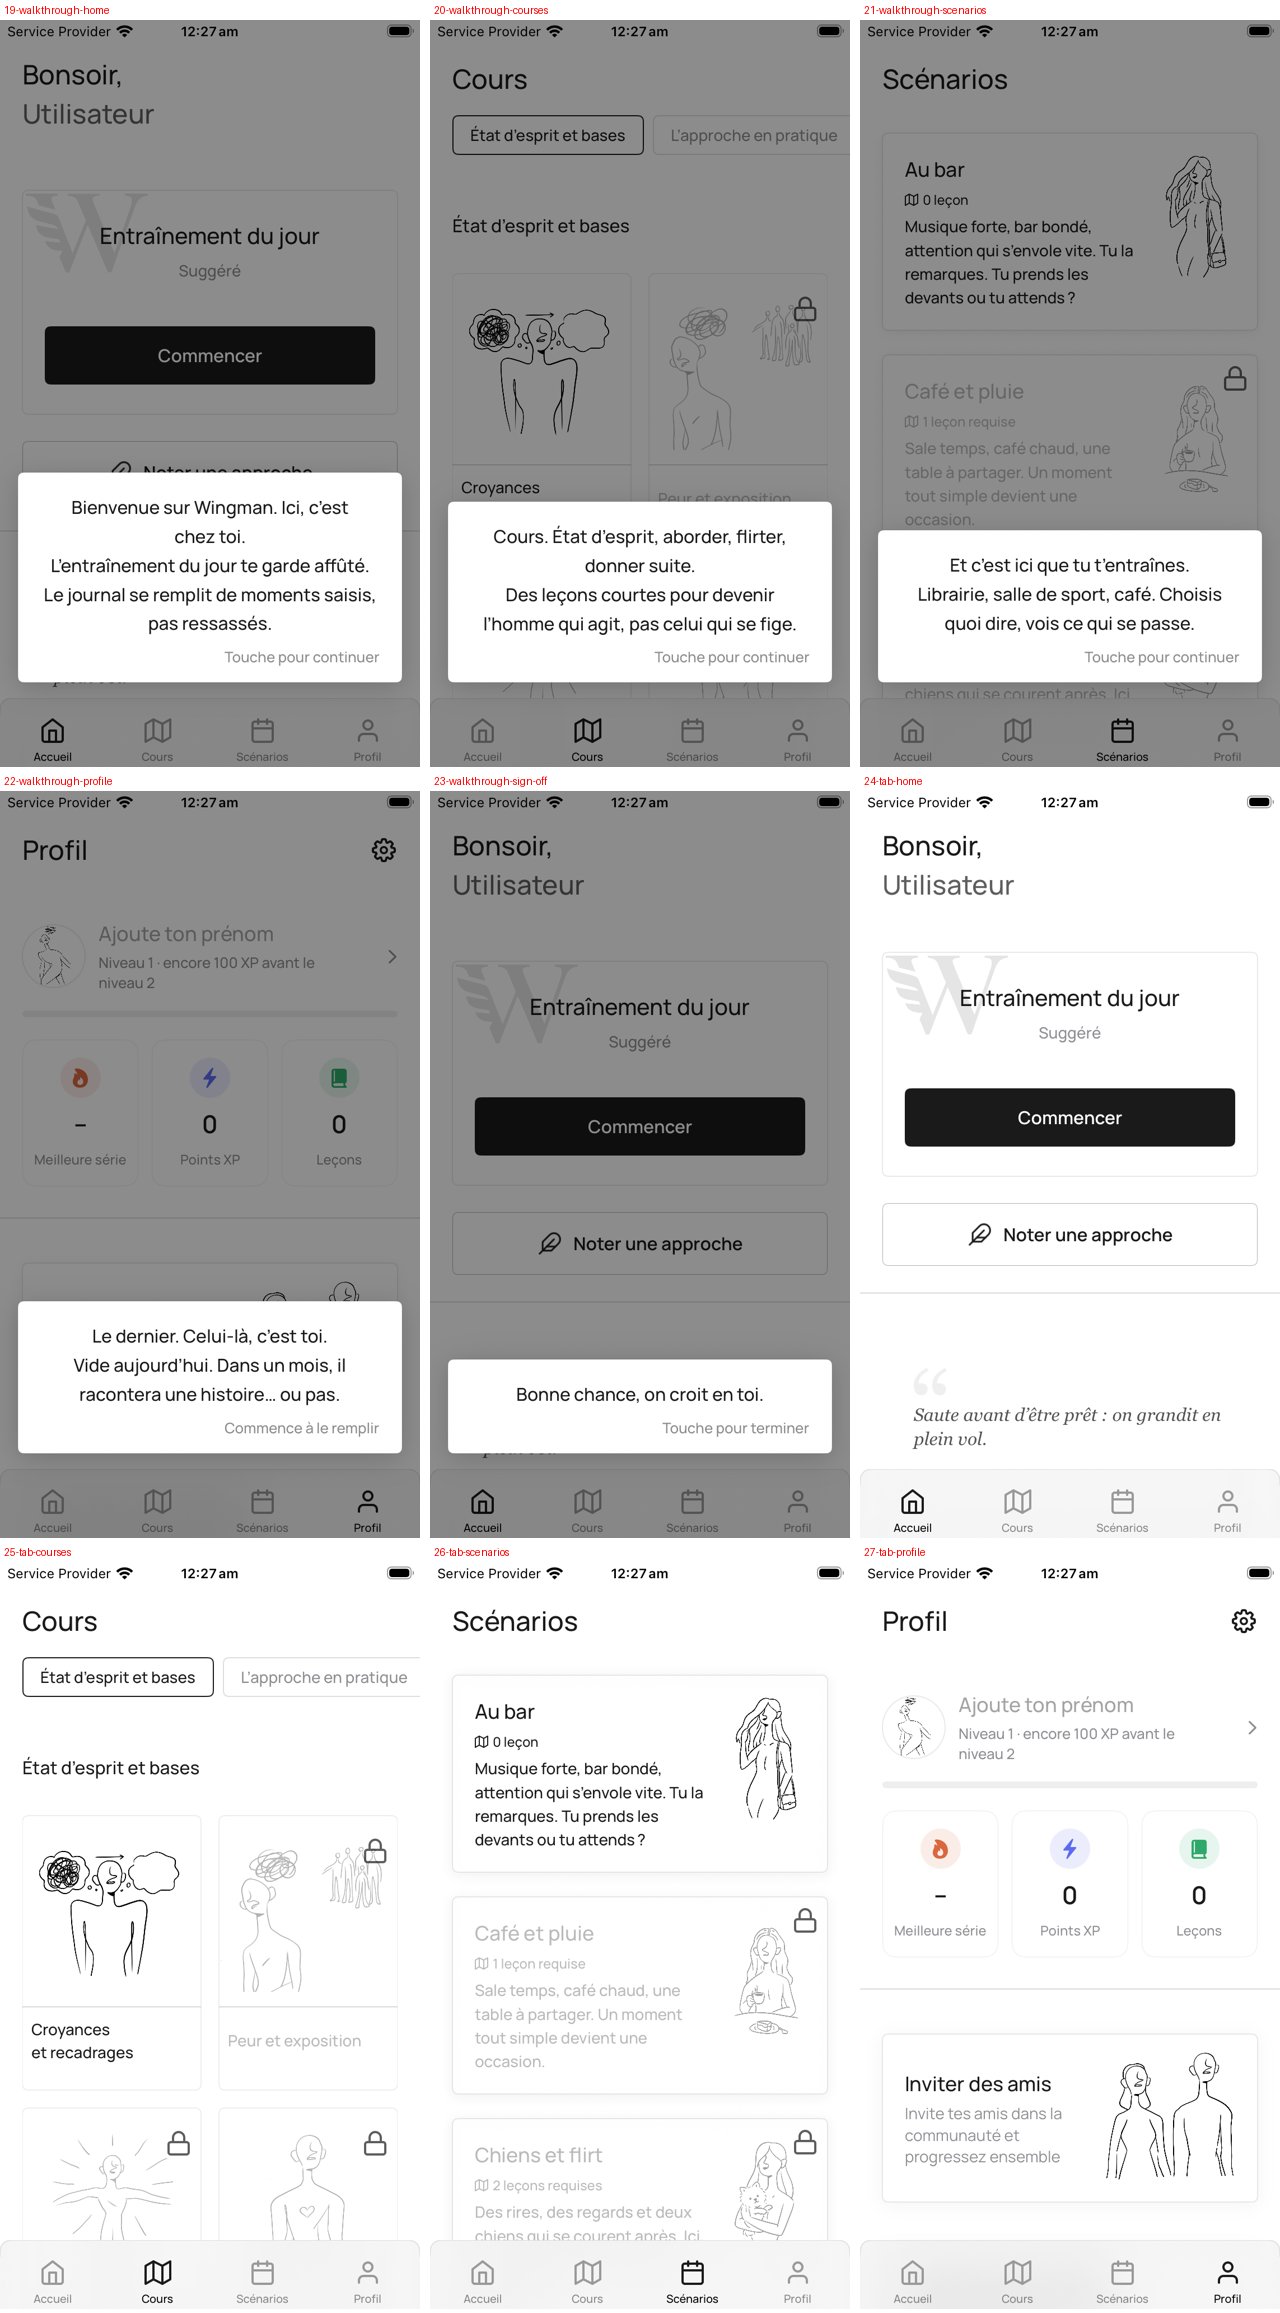 19-walkthrough-home
Service Provider 12:27 am
Bonsoir,
Utilisateur
W
Entraînement du jour
Suggéré
Commencer
Noter une approche
Bienvenue sur Wingman. Ici, c'est
chez toi.
L'entraînement du jour te garde affûté.
Le journal se remplit de moments saisis,
pas ressassés.
Touche pour continuer
Accueil
Cours
Scénarios
Profil
20-walkthrough-courses
Service Provider 12:27 am
Cours
État d'esprit et bases
L'approche en pratique
État d'esprit et bases
Croyances
Peur et exposition
Cours. État d'esprit, aborder, flirter,
donner suite.
Des leçons courtes pour devenir
l'homme qui agit, pas celui qui se fige.
Touche pour continuer
Accueil
Cours
Scénarios
Profil
21-walkthrough-scenarios
Service Provider 12:27 am
Scénarios
Au bar
0 leçon
Musique forte, bar bondé,
attention qui s'envole vite. Tu la
remarques. Tu prends les
devants ou tu attends ?
Café et pluie
1 leçon requise
Sale temps, café chaud, une
table à partager. Un moment
tout simple devient une
occasion.
Et c'est ici que tu t'entraînes.
Librairie, salle de sport, café. Choisis
quoi dire, vois ce qui se passe.
Touche pour continuer
chiens qui se courent après. Ici
Accueil
Cours
Scénarios
Profil
22-walkthrough-profile
Service Provider 12:27 am
Profil
Ajoute ton prénom
Niveau 1 · encore 100 XP avant le
niveau 2
–
Meilleure série
0
Points XP
0
Leçons
Le dernier. Celui-là, c'est toi.
Vide aujourd'hui. Dans un mois, il
racontera une histoire… ou pas.
Commence à le remplir
Accueil
Cours
Scénarios
Profil
23-walkthrough-sign-off
Service Provider 12:27 am
Bonsoir,
Utilisateur
W
Entraînement du jour
Suggéré
Commencer
Noter une approche
Bonne chance, on croit en toi.
Touche pour terminer
Accueil
Cours
Scénarios
Profil
24-tab-home
Service Provider 12:27 am
Bonsoir,
Utilisateur
W
Entraînement du jour
Suggéré
Commencer
Noter une approche
“
Saute avant d'être prêt : on grandit en
plein vol.
Accueil
Cours
Scénarios
Profil
25-tab-courses
Service Provider 12:27 am
Cours
État d'esprit et bases
L'approche en pratique
État d'esprit et bases
Croyances
et recadrages
Peur et exposition
Accueil
Cours
Scénarios
Profil
26-tab-scenarios
Service Provider 12:27 am
Scénarios
Au bar
0 leçon
Musique forte, bar bondé,
attention qui s'envole vite. Tu la
remarques. Tu prends les
devants ou tu attends ?
Café et pluie
1 leçon requise
Sale temps, café chaud, une
table à partager. Un moment
tout simple devient une
occasion.
Chiens et flirt
2 leçons requises
Des rires, des regards et deux
chiens qui se courent après. Ici
Accueil
Cours
Scénarios
Profil
27-tab-profile
Service Provider 12:27 am
Profil
Ajoute ton prénom
Niveau 1 · encore 100 XP avant le
niveau 2
–
Meilleure série
0
Points XP
0
Leçons
Inviter des amis
Invite tes amis dans la
communauté et
progressez ensemble
Accueil
Cours
Scénarios
Profil